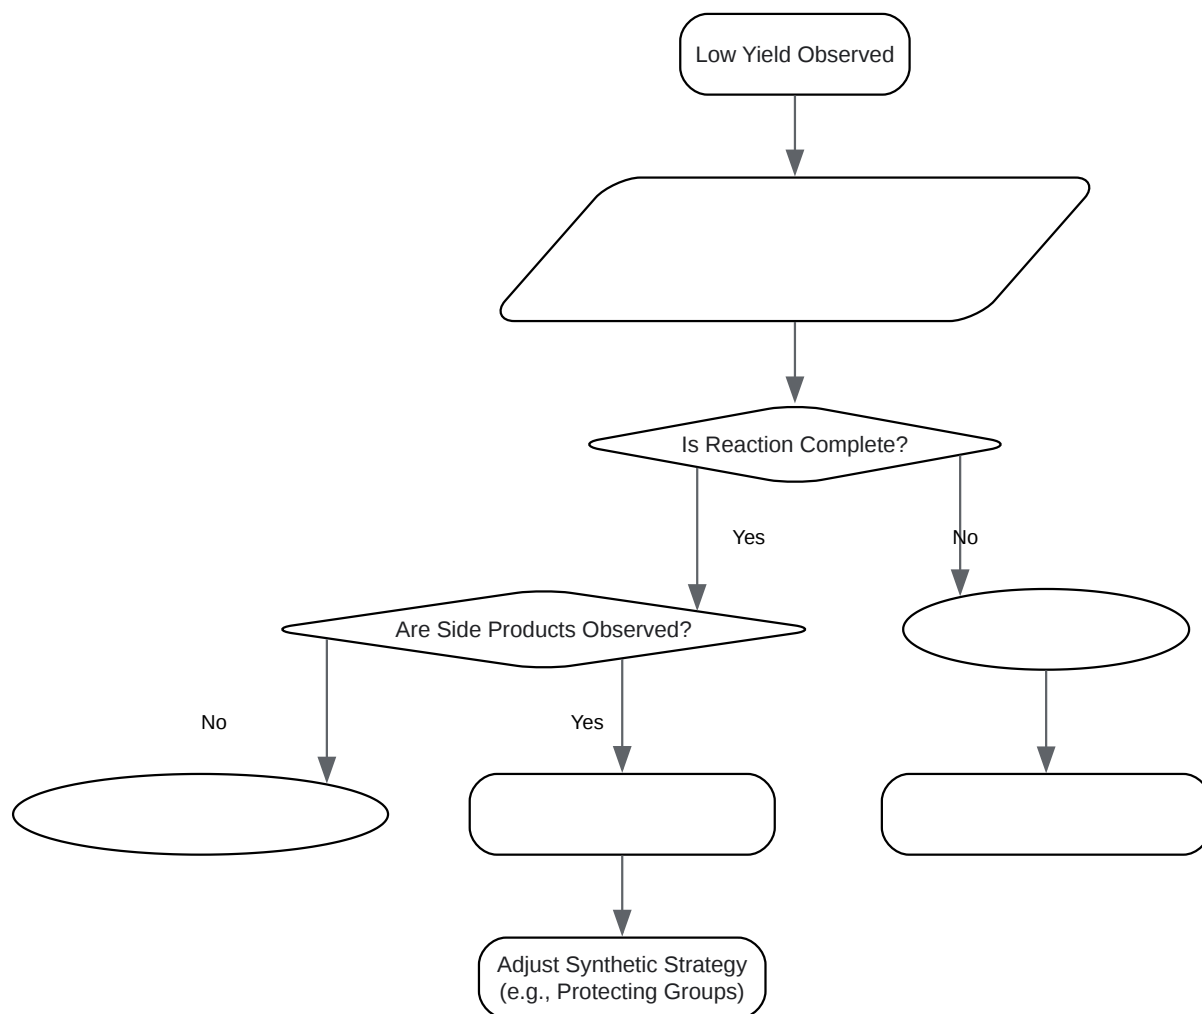 Low Yield Observed
Is Reaction Complete?
Yes
No
Are Side Products Observed?
No
Yes
Adjust Synthetic Strategy
(e.g., Protecting Groups)